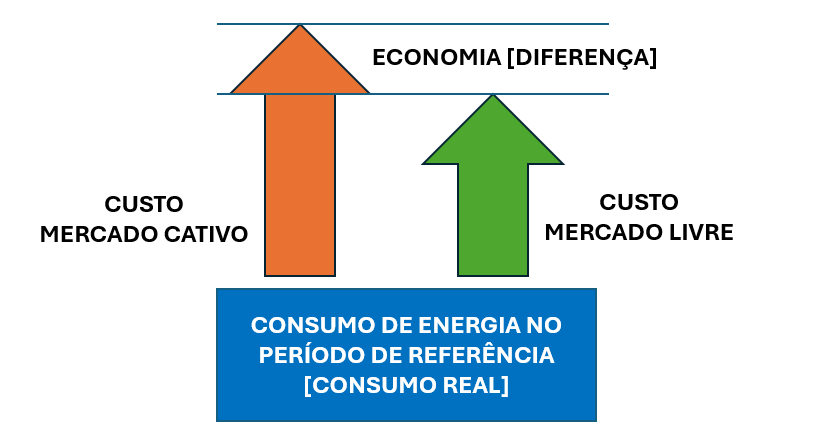 ECONOMIA [DIFERENÇA]
CUSTO
MERCADO CATIVO
CUSTO
MERCADO LIVRE
CONSUMO DE ENERGIA NO
PERÍODO DE REFERÊNCIA
[CONSUMO REAL]